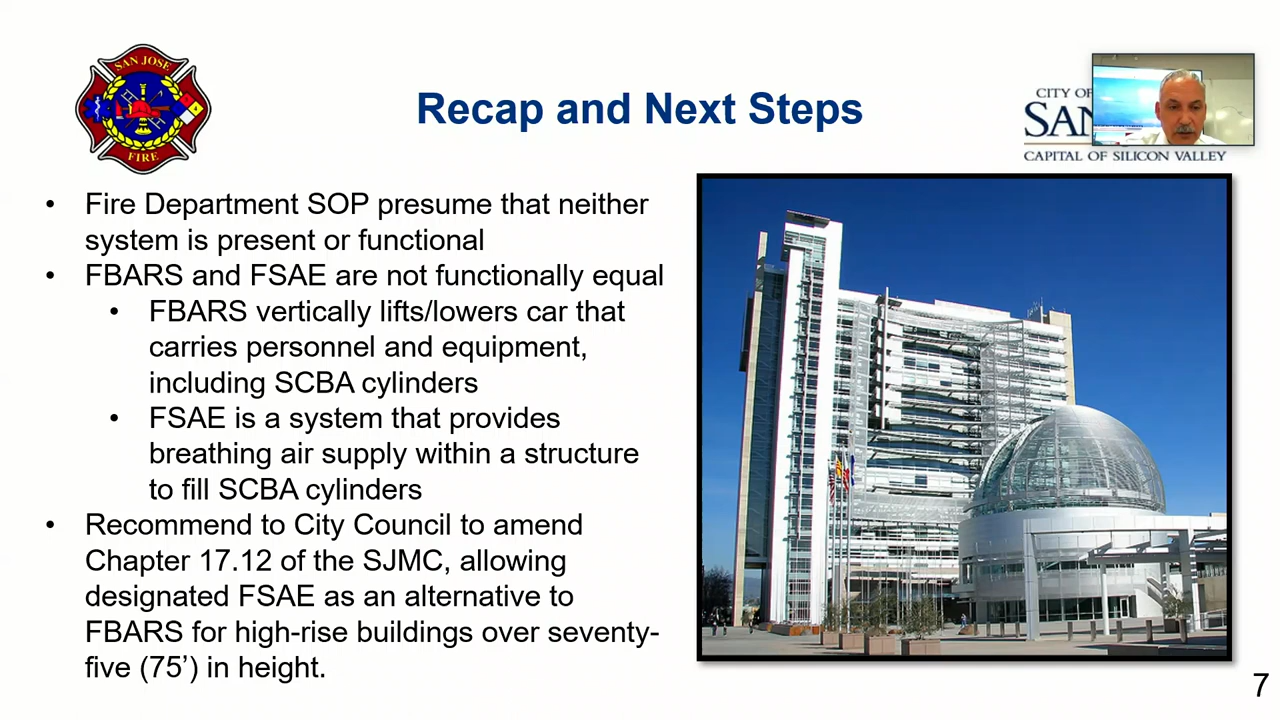 SAN JOSE
FIRE
Recap and Next Steps
CITY OF
SAN
CAPITAL OF SILICON VALLEY
• Fire Department SOP presume that neither
system is present or functional
• FBARS and FSAE are not functionally equal
• FBARS vertically lifts/lowers car that
carries personnel and equipment,
including SCBA cylinders
• FSAE is a system that provides
breathing air supply within a structure
to fill SCBA cylinders
• Recommend to City Council to amend
Chapter 17.12 of the SJMC, allowing
designated FSAE as an alternative to
FBARS for high-rise buildings over seventy-
five (75’) in height.
7